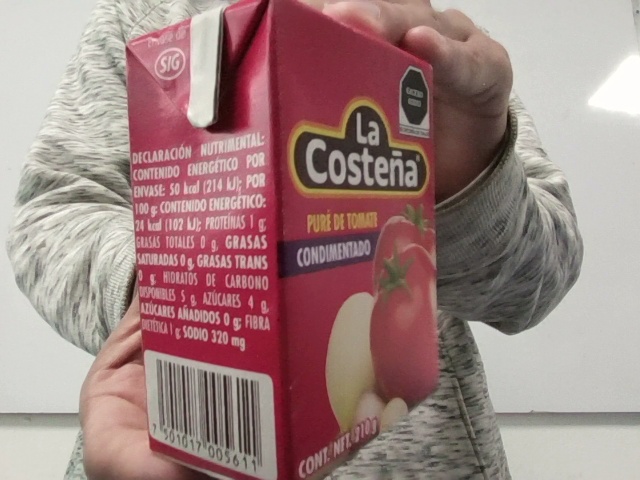 SIG
DECLARACIÓN NUTRIMENTAL:
CONTENIDO ENERGÉTICO POR
ENVASE: 50 kcal (214 kJ); POR
100 g: CONTENIDO ENERGÉTICO:
24 kcal (102 kJ); PROTEÍNAS 1 g;
GRASAS TOTALES 0 g, GRASAS
SATURADAS 0 g, GRASAS TRANS
0 g; HIDRATOS DE CARBONO
DISPONIBLES 5 g, AZÚCARES 4 g,
AZÚCARES AÑADIDOS 0 g; FIBRA
DIETÉTICA 1 g; SODIO 320 mg
7 501017 005611
EXCESO
SODIO
La
Costeña®
PURÉ DE TOMATE
CONDIMENTADO
CONT. NET. 210 g